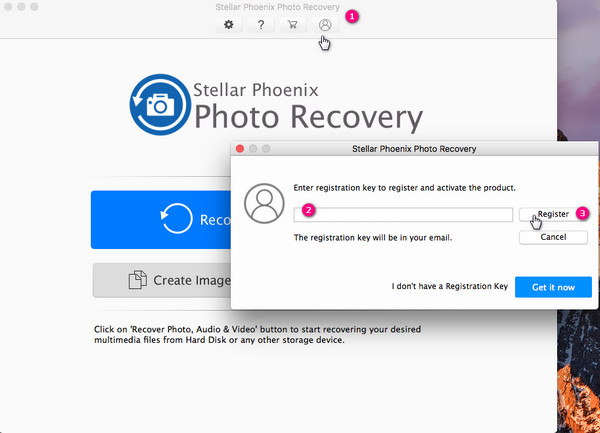 Stellar Phoenix Photo Recovery
?
1
Stellar Phoenix
Photo Recovery
Stellar Phoenix Photo Recovery
Enter registration key to register and activate the product.
2
Register
3
The registration key will be in your email.
Cancel
I don't have a Registration Key
Get it now
Reco
Create Image
Click on 'Recover Photo, Audio & Video' button to start recovering your desired
multimedia files from Hard Disk or any other storage device.